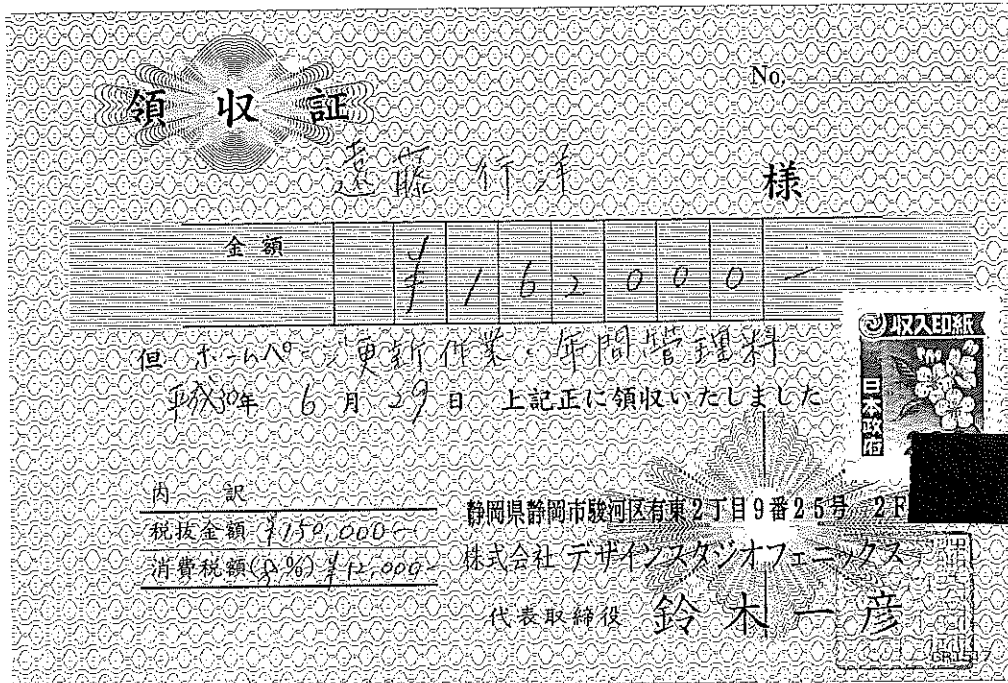 領収証
No.
遠藤 行洋 様
金額 ¥162000-
但 ホームページ更新作業・年間管理料
平成30年 6月 29日 上記正に領収いたしました
収入印紙
日本政府
内訳
税抜金額 ¥150,000-
消費税額(8%) ¥12,000-
静岡県静岡市駿河区有東2丁目9番25号 2F
株式会社 デザインスタジオフェニックス
代表取締役 鈴木一彦